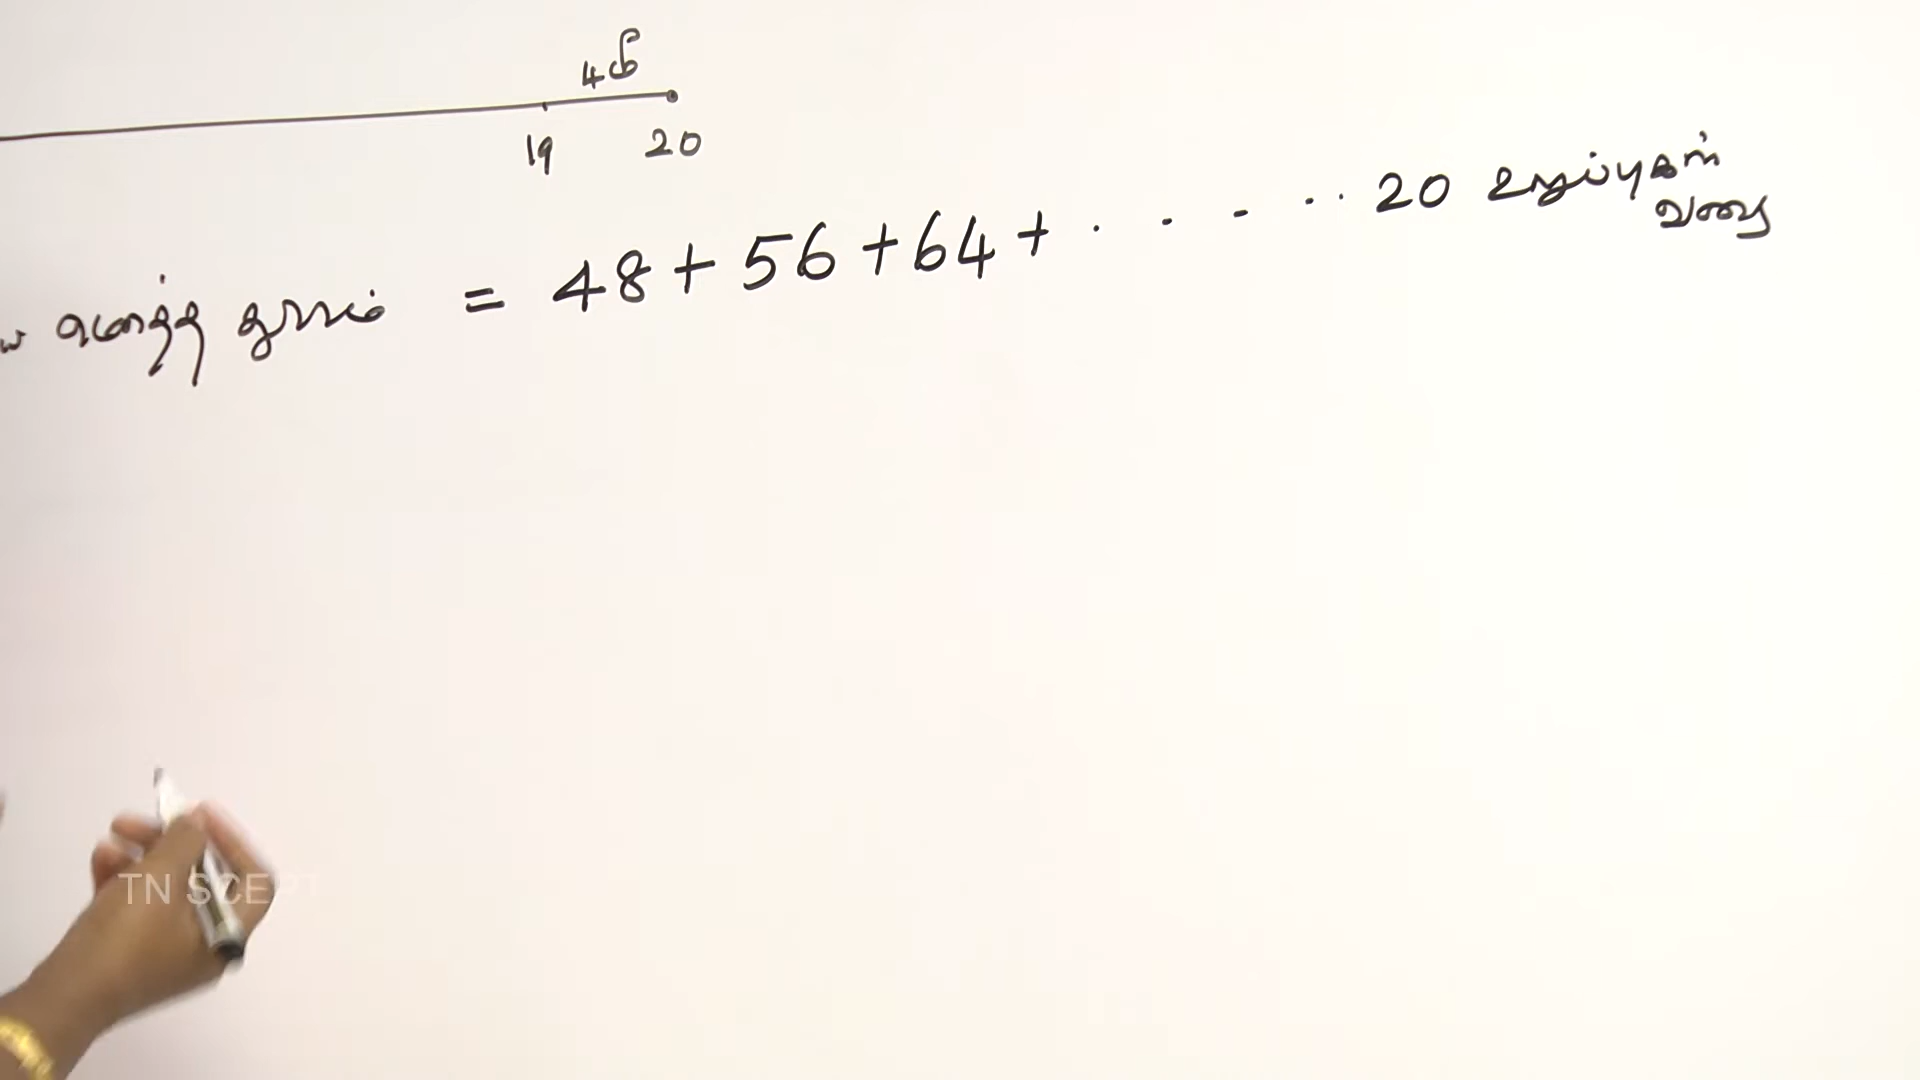 4மீ
19 20
மொத்த தூரம் = 48 + 56 + 64 + . . - . . 20 உறுப்புகள்
வரை
TN SCERT